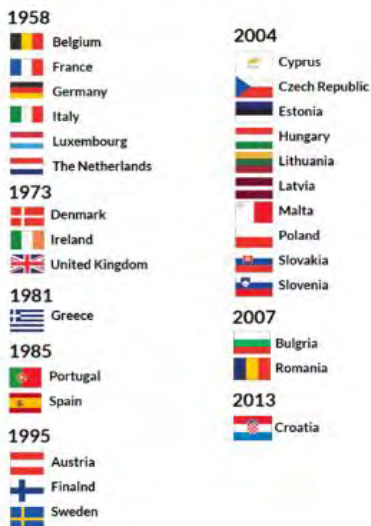 1958
Belgium
France
Germany
Italy
Luxembourg
The Netherlands
1973
Denmark
Ireland
United Kingdom
1981
Greece
1985
Portugal
Spain
1995
Austria
Finalnd
Sweden
2004
Cyprus
Czech Republic
Estonia
Hungary
Lithuania
Latvia
Malta
Poland
Slovakia
Slovenia
2007
Bulgria
Romania
2013
Croatia